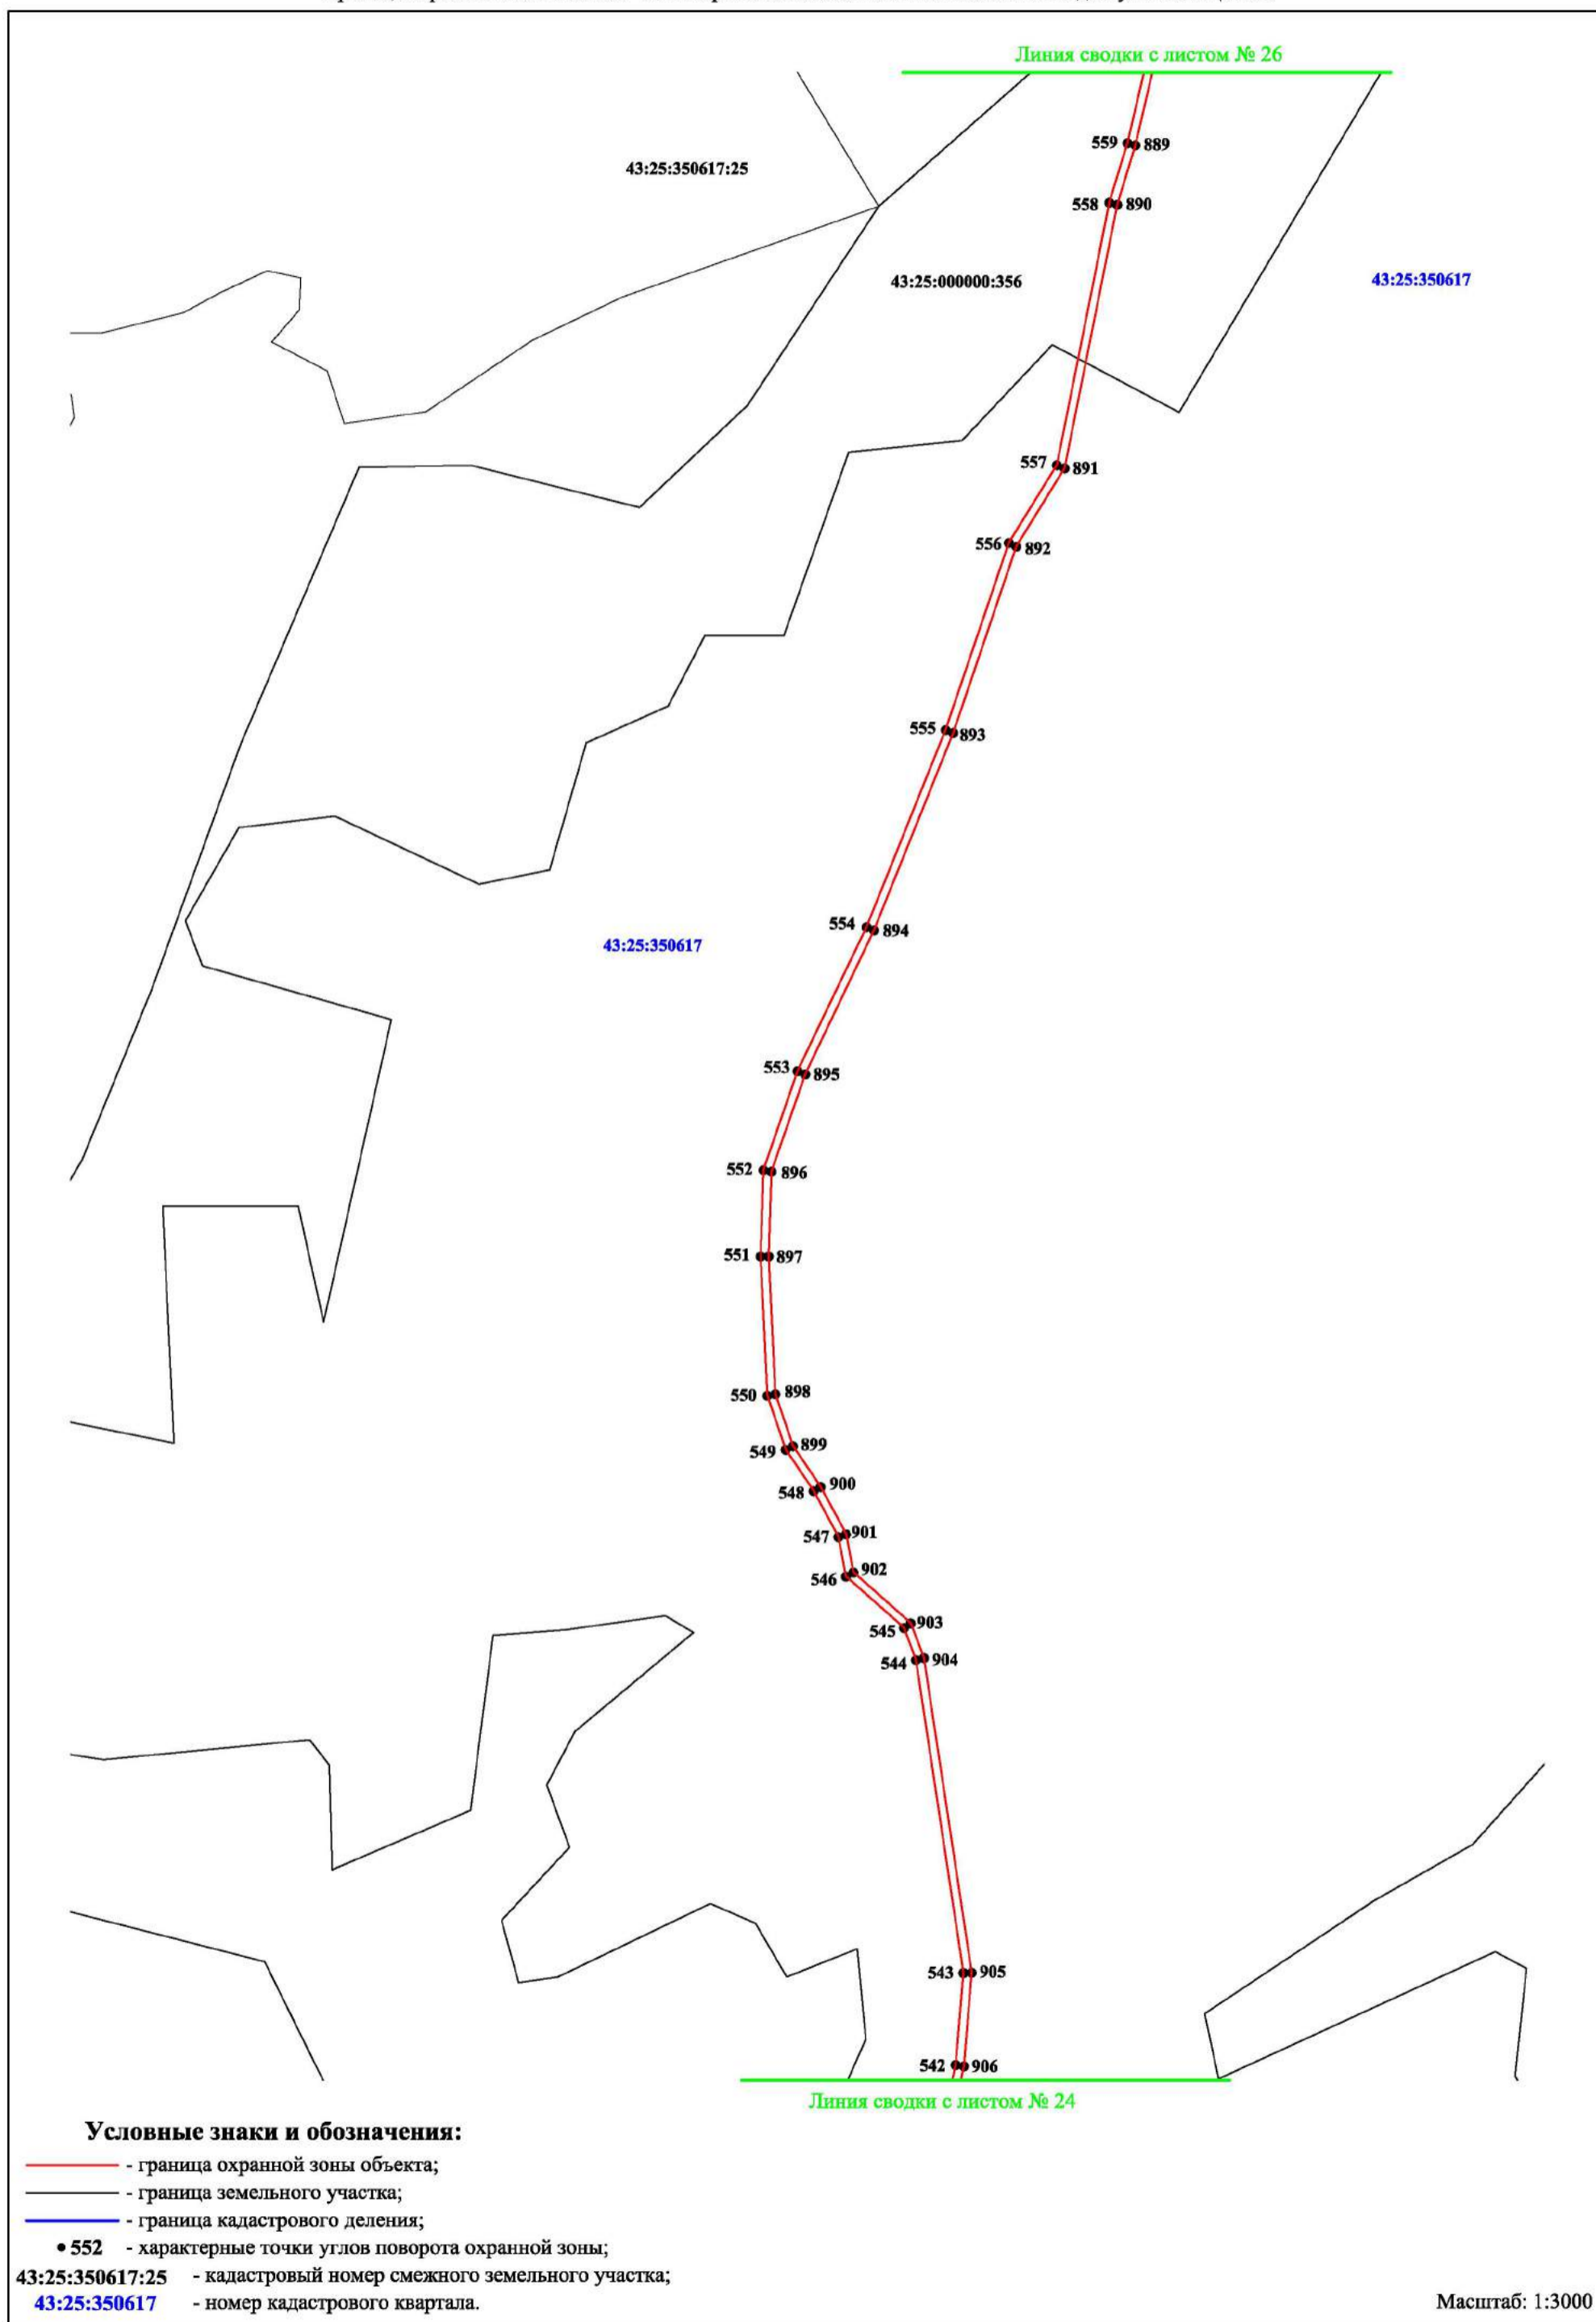 Линия сводки с листом № 26
559 889
43:25:350617:25
558 890
43:25:000000:356
43:25:350617
557 891
556 892
555 893
554 894
43:25:350617
553 895
552 896
551 897
550 898
549 899
548 900
547 901
546 902
545 903
544 904
543 905
542 906
Линия сводки с листом № 24
Условные знаки и обозначения:
- граница охранной зоны объекта;
- граница земельного участка;
- граница кадастрового деления;
• 552 - характерные точки углов поворота охранной зоны;
43:25:350617:25 - кадастровый номер смежного земельного участка;
43:25:350617 - номер кадастрового квартала.
Масштаб: 1:3000